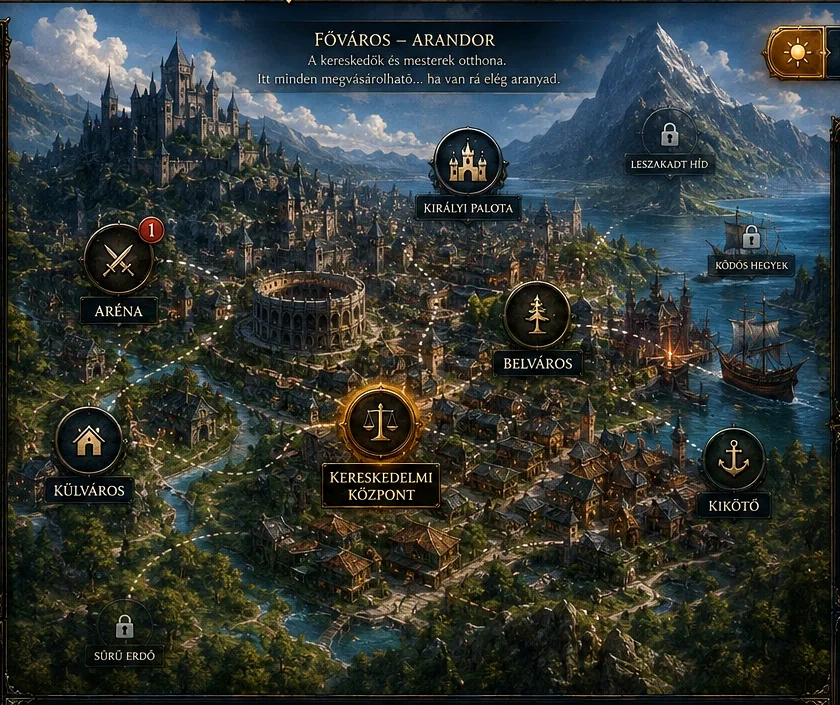 FŐVÁROS – ARANDOR
A kereskedők és mesterek otthona.
Itt minden megvásárolható... ha van rá elég aranyad.
LESZAKADT HÍD
KIRÁLYI PALOTA
1
KÖDÖS HEGYEK
ARÉNA
BELVÁROS
KERESKEDELMI
KÖZPONT
KÜLVÁROS
KIKÖTŐ
SŰRŰ ERDŐ